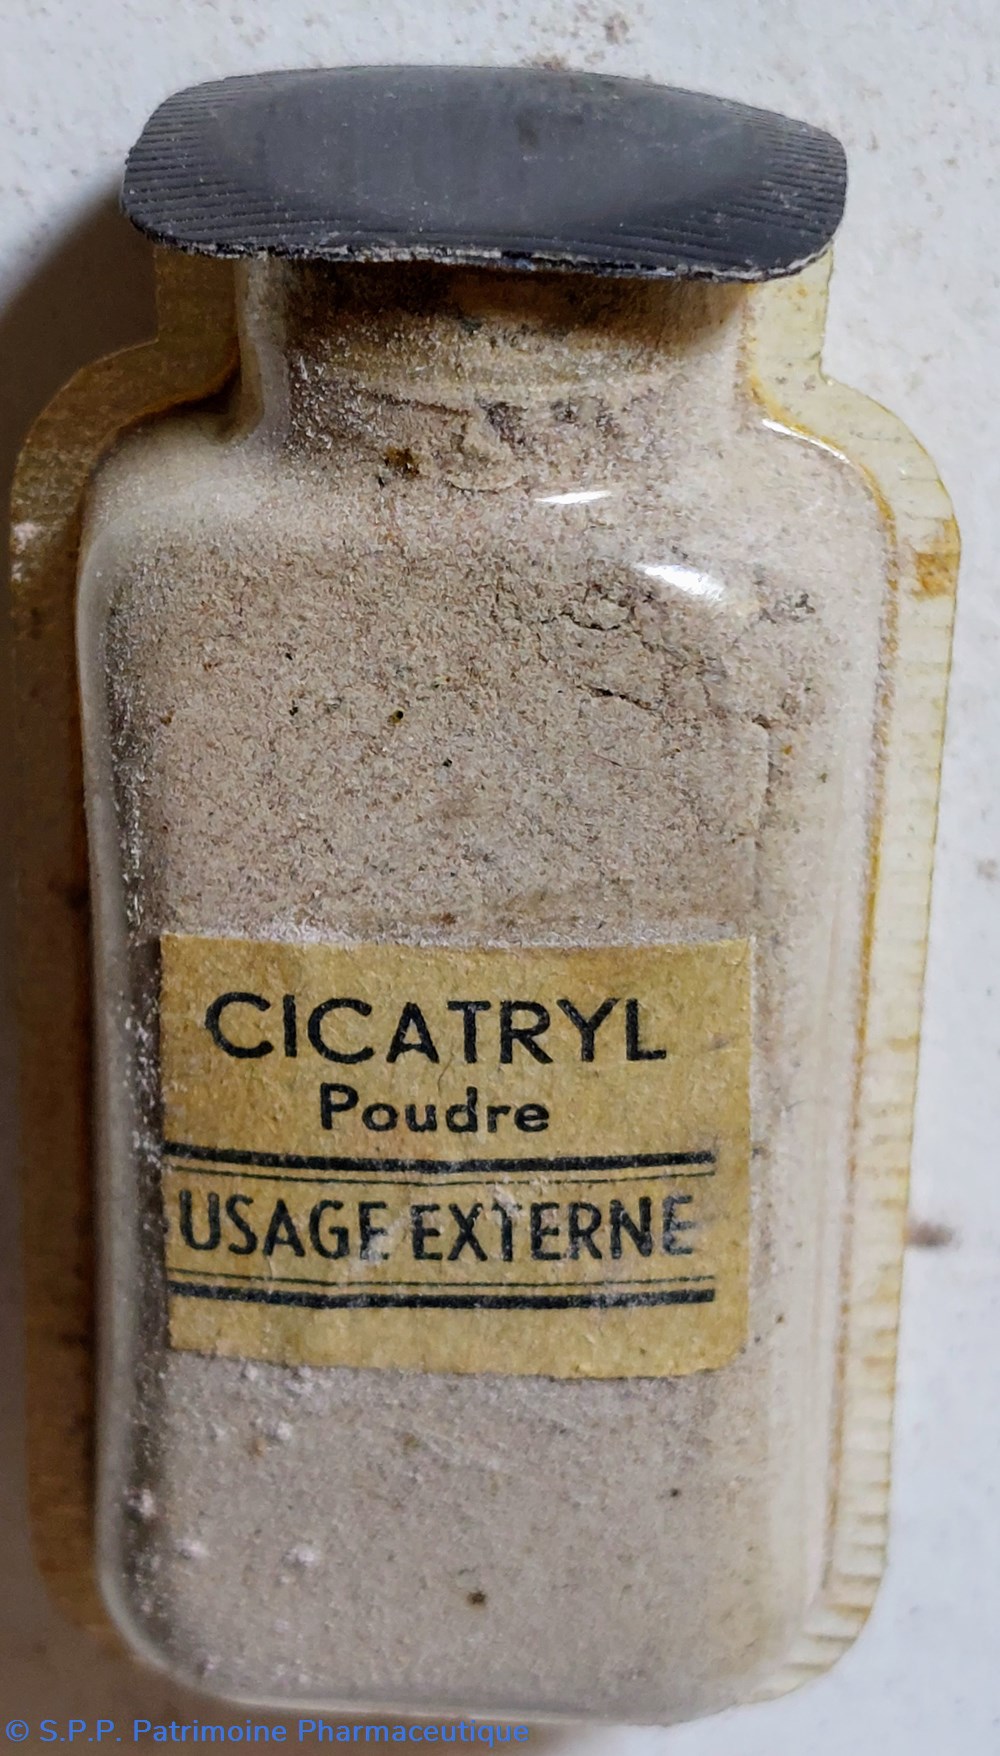 CICATRYL
Poudre
USAGE EXTERNE
© S.P.P. Patrimoine Pharmaceutique